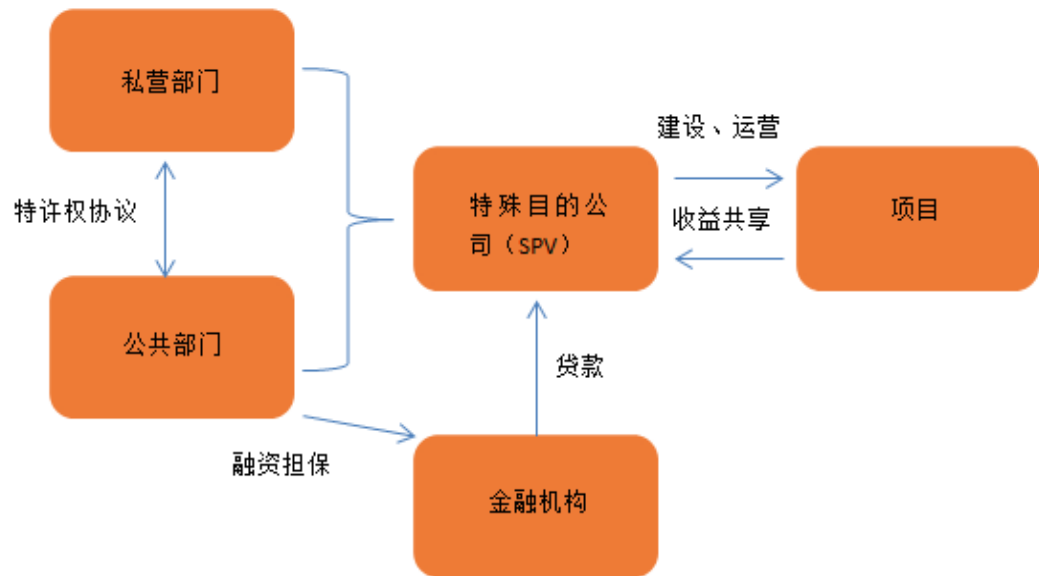 私营部门
建设、运营
特许权协议
特殊目的公
司（SPV）
收益共享
项目
公共部门
贷款
融资担保
金融机构